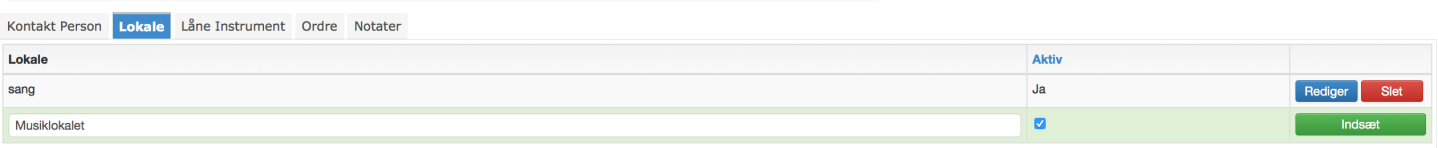 Kontakt Person Lokale Låne Instrument Ordre Notater
Lokale Aktiv
sang Ja Rediger Slet
Musiklokalet Indsæt